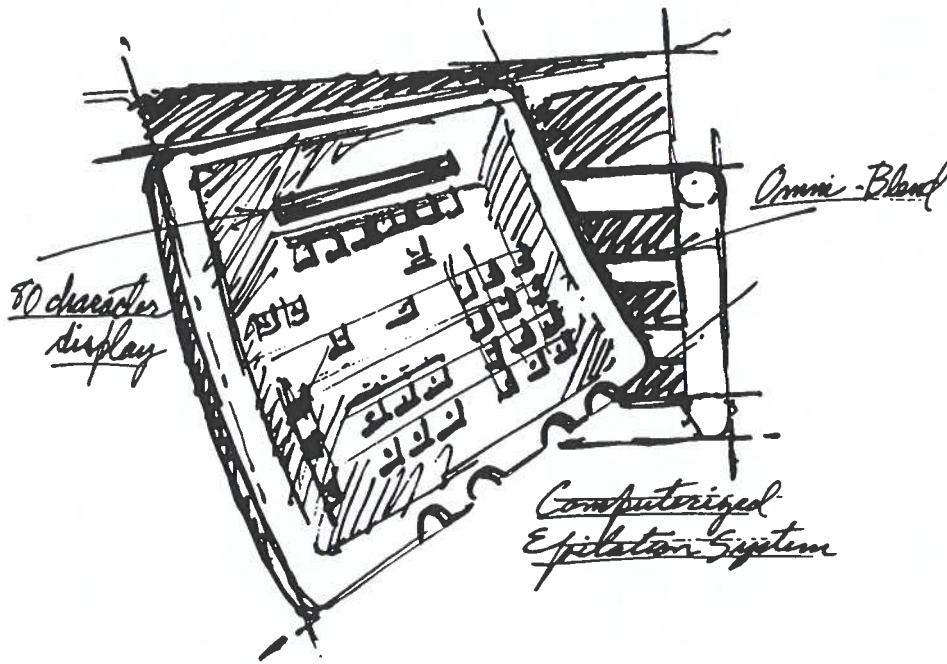 Omni-Blend
80 character
display
Computerized
Epilation System